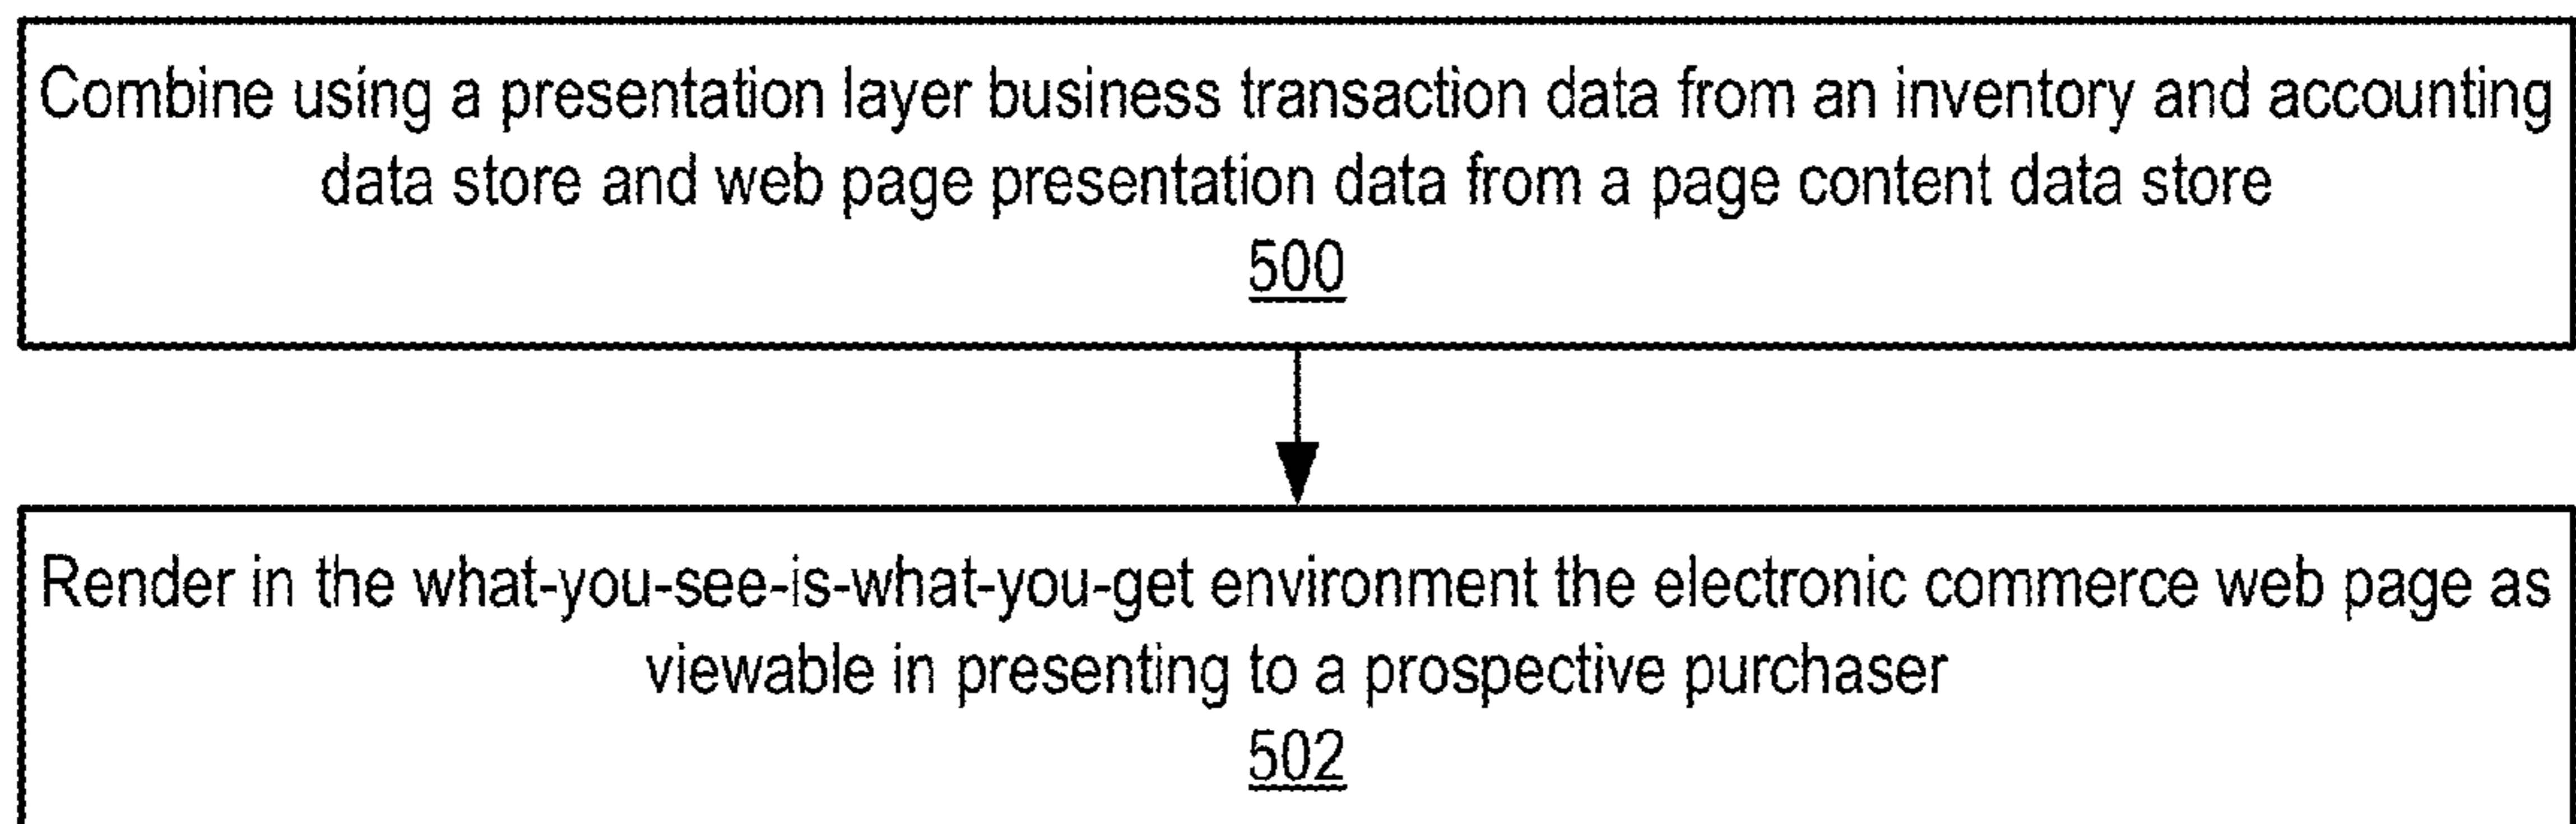 Combine using a presentation layer business transaction data from an inventory and accounting
data store and web page presentation data from a page content data store
500
Render in the what-you-see-is-what-you-get environment the electronic commerce web page as
viewable in presenting to a prospective purchaser
502